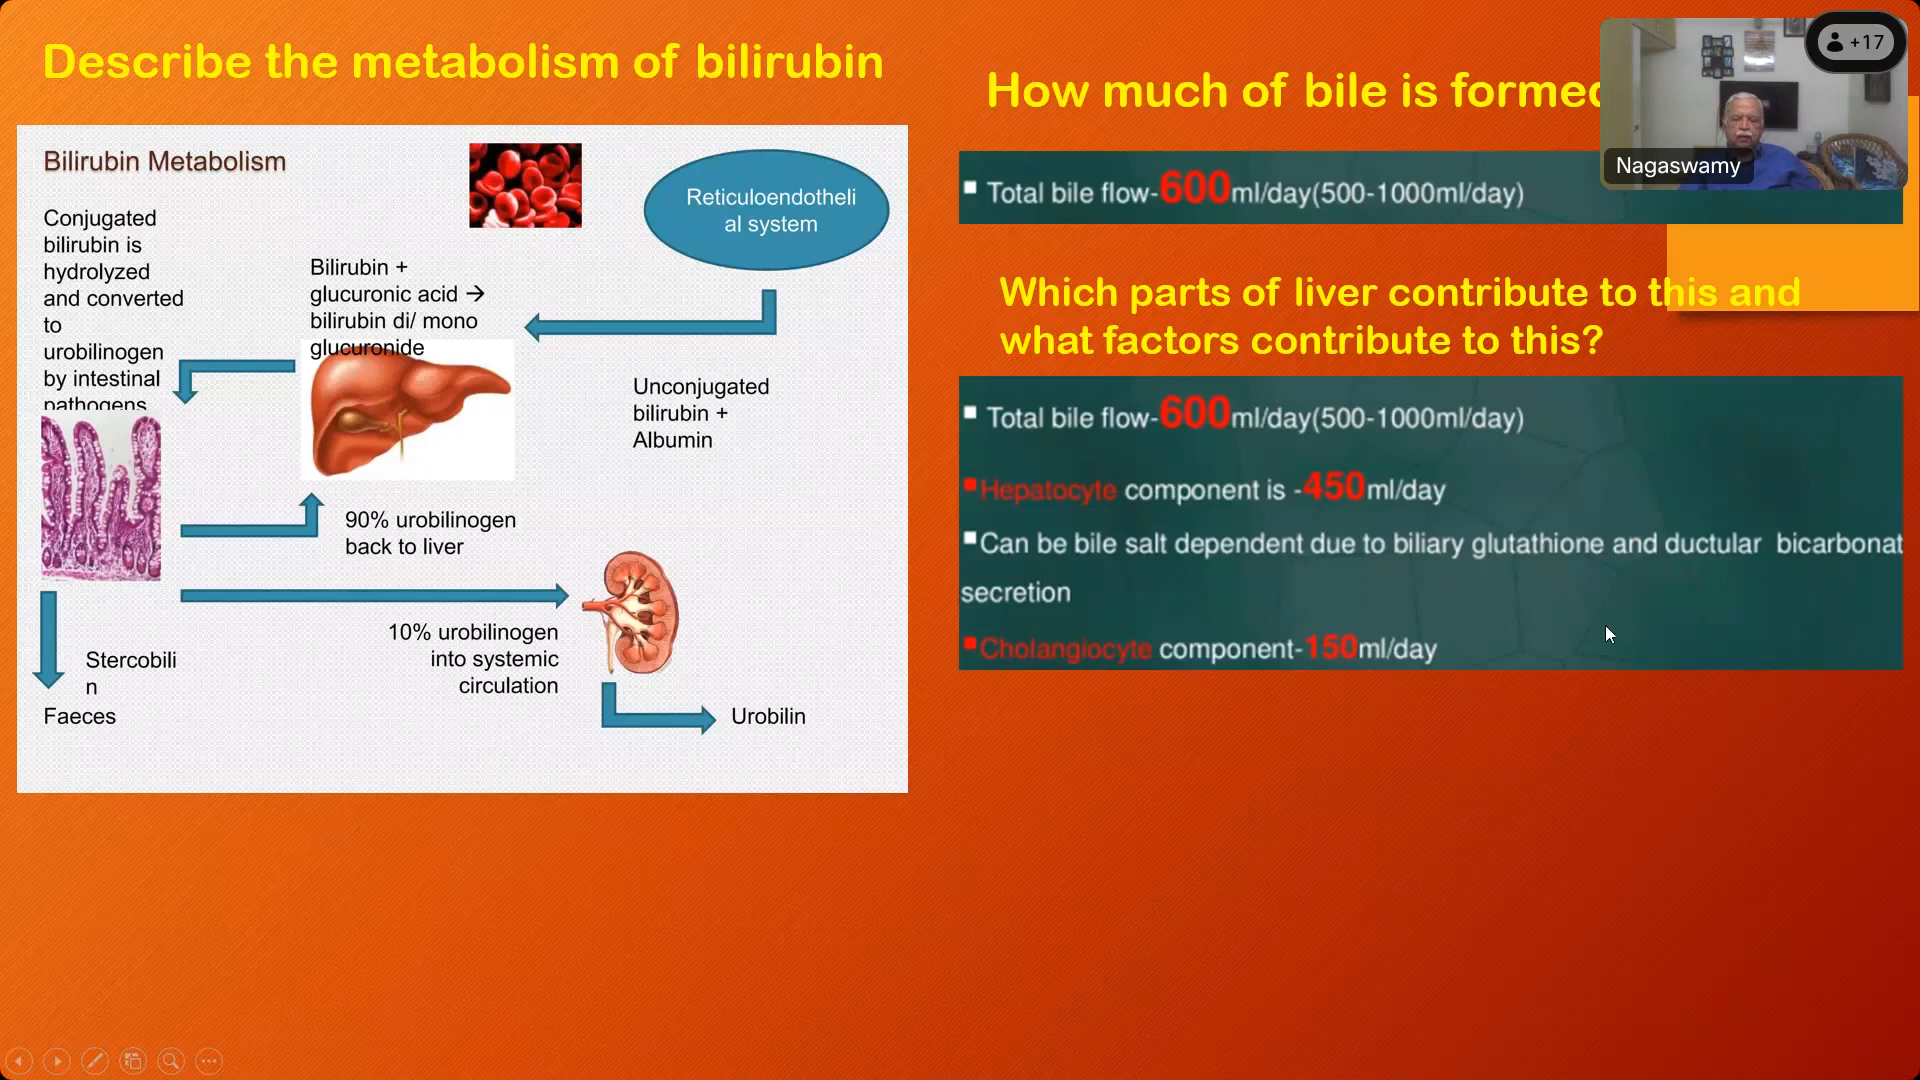 Describe the metabolism of bilirubin
Bilirubin Metabolism
Conjugated
bilirubin is
hydrolyzed
and converted
to
urobilinogen
by intestinal
pathogens
Bilirubin +
glucuronic acid →
bilirubin di/ mono
glucuronide
Reticuloendotheli
al system
Unconjugated
bilirubin +
Albumin
90% urobilinogen
back to liver
10% urobilinogen
into systemic
circulation
Stercobili
n
Faeces
Urobilin
How much of bile is formed
Total bile flow-600ml/day(500-1000ml/day)
Which parts of liver contribute to this and
what factors contribute to this?
Total bile flow-600ml/day(500-1000ml/day)
Hepatocyte component is -450ml/day
Can be bile salt dependent due to biliary glutathione and ductular bicarbonat
secretion
Cholangiocyte component-150ml/day
+17
Nagaswamy